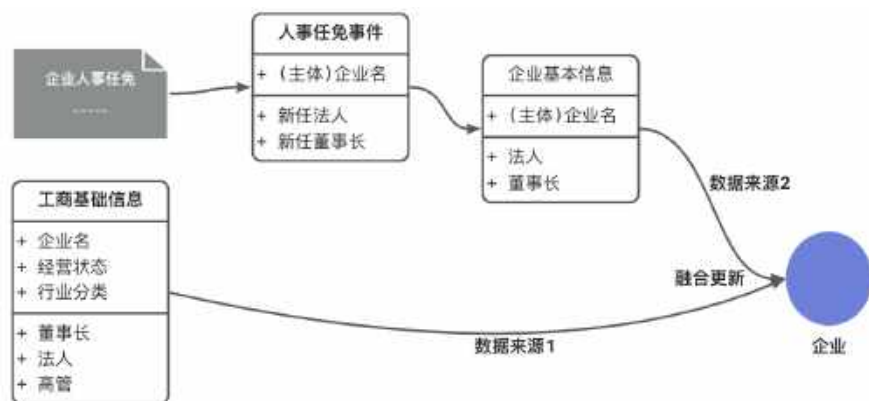 企业人事任免
-----
人事任免事件
+ (主体)企业名
+ 新任法人
+ 新任董事长
企业基本信息
+ (主体)企业名
+ 法人
+ 董事长
数据来源2
工商基础信息
+ 企业名
+ 经营状态
+ 行业分类
+ 董事长
+ 法人
+ 高管
融合更新
数据来源1
企业